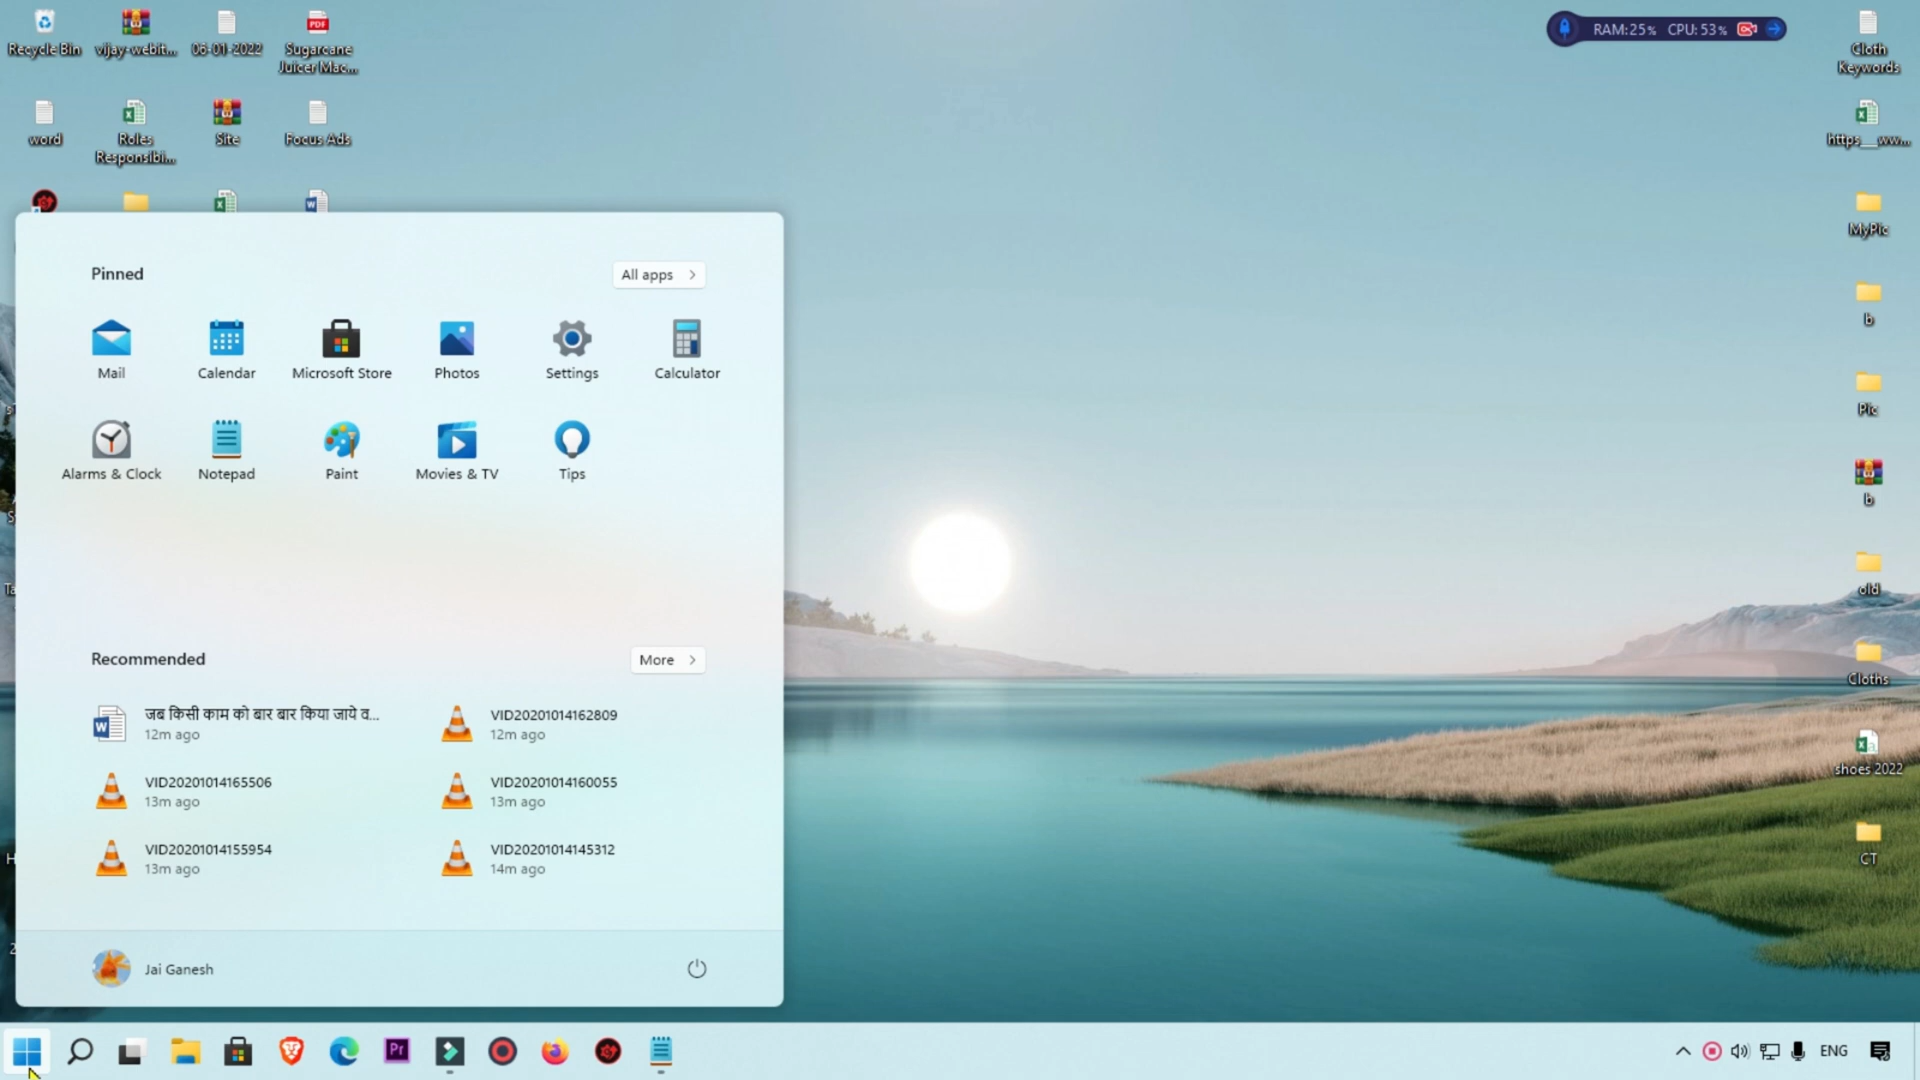 Recycle Bin
vijay-webit...
06-01-2022
Sugarcane
Juicer Mac...
RAM:25% CPU:53%
Cloth
Keywords
word
Roles
Responsibi...
Site
Focus Ads
https__ww...
MyPic
Pinned
All apps
b
Mail
Calendar
Microsoft Store
Photos
Settings
Calculator
Pic
Alarms & Clock
Notepad
Paint
Movies & TV
Tips
b
old
Recommended
More
Cloths
जब किसी काम को बार बार किया जाये व...
12m ago
VID20201014162809
12m ago
VID20201014165506
13m ago
VID20201014160055
13m ago
shoes 2022
VID20201014155954
13m ago
VID20201014145312
14m ago
CT
Jai Ganesh
Pr
ENG